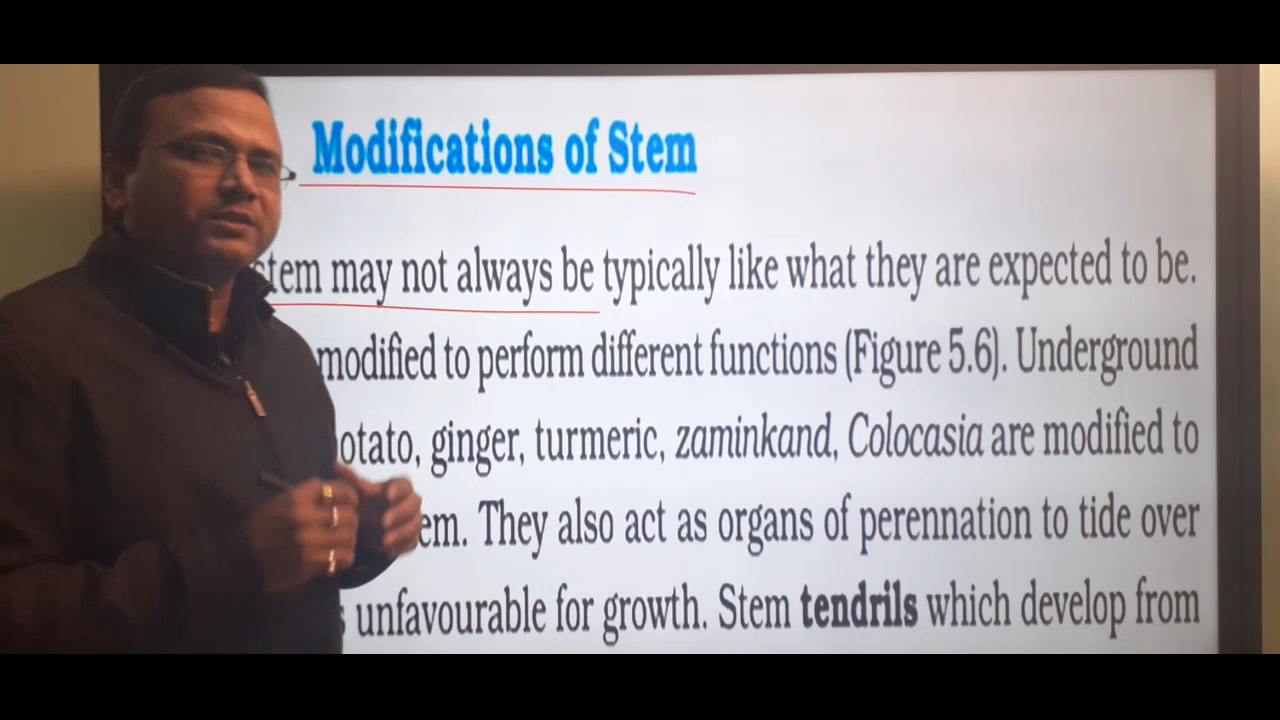 Modifications of Stem
stem may not always be typically like what they are expected to be.
modified to perform different functions (Figure 5.6). Underground
potato, ginger, turmeric, zaminkand, Colocasia are modified to
em. They also act as organs of perennation to tide over
unfavourable for growth. Stem tendrils which develop from